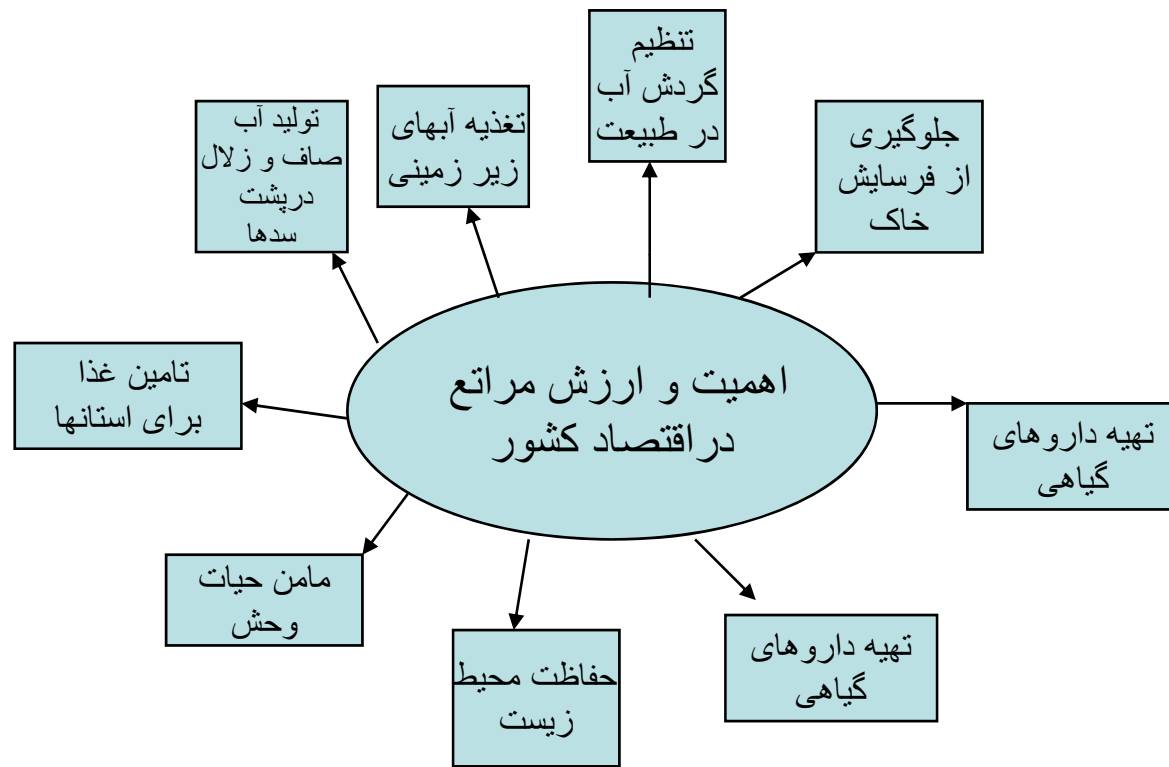 تنظیم
گردش آب
در طبیعت
جلوگیری
از فرسایش
خاک
تغذیه آبهای
زیر زمینی
تولید آب
صاف و زلال
درپشت
سدها
اهمیت و ارزش مراتع
دراقتصاد کشور
تامین غذا
برای استانها
تهیه داروهای
گیاهی
مامن حیات
وحش
حفاظت محیط
زیست
تهیه داروهای
گیاهی